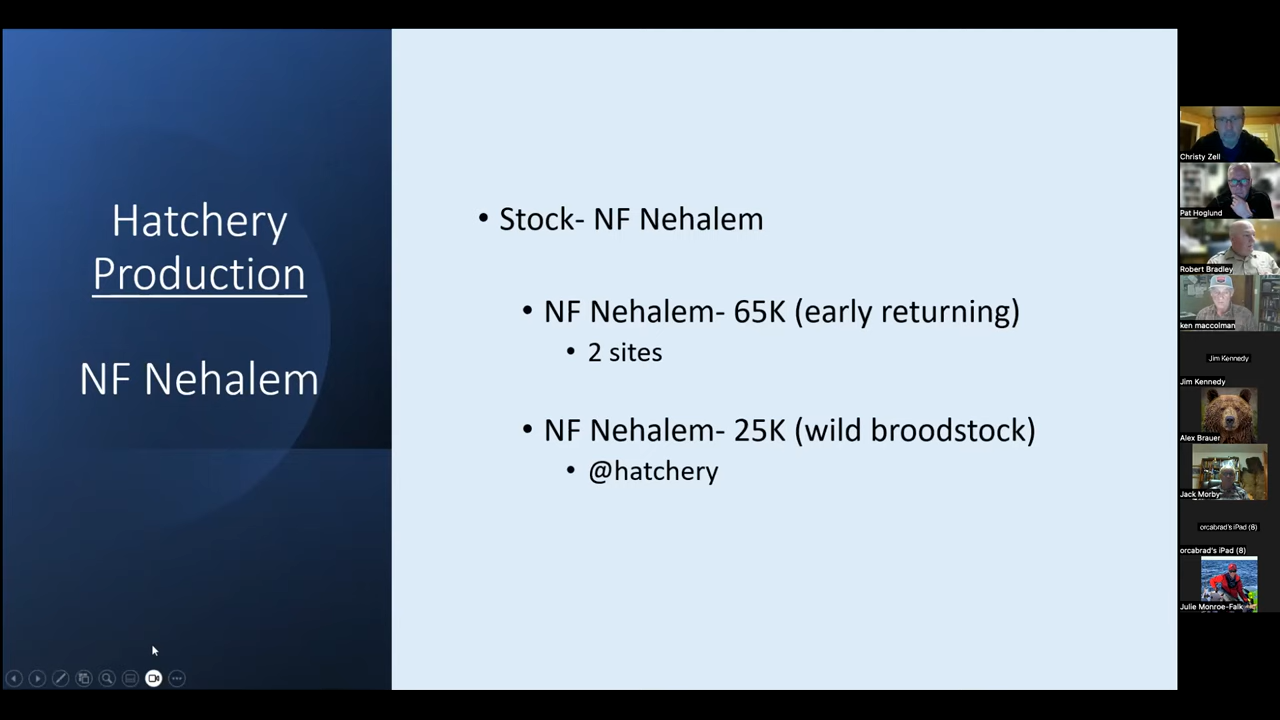 Hatchery
Production
NF Nehalem
• Stock- NF Nehalem
• NF Nehalem- 65K (early returning)
• 2 sites
• NF Nehalem- 25K (wild broodstock)
• @hatchery
Christy Zell
Pat Hoglund
Robert Bradley
ken maccolman
Jim Kennedy
Jim Kennedy
Alex Brauer
Jack Morby
orcabrad's iPad (8)
orcabrad's iPad (8)
Julie Monroe-Falk